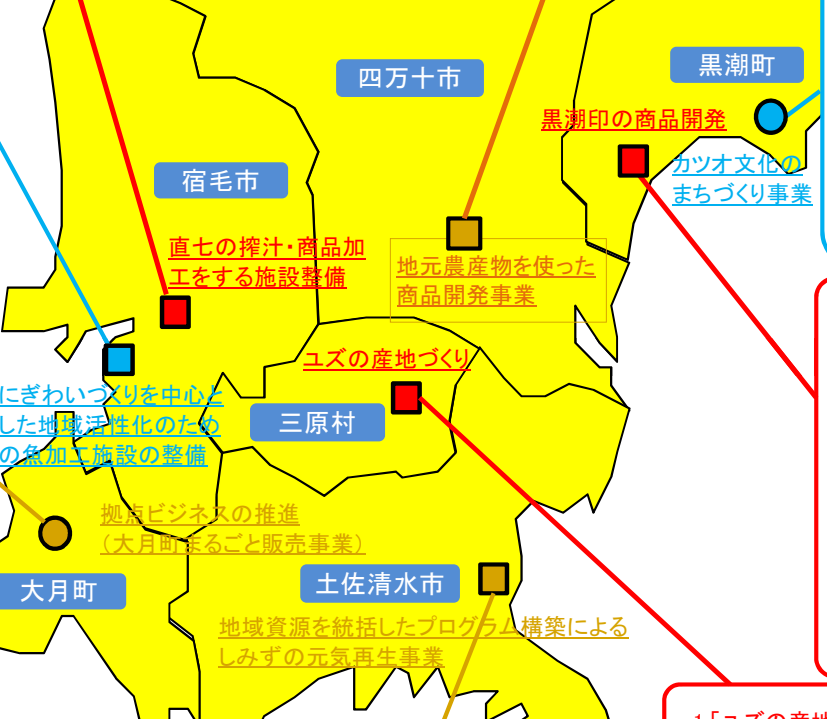 四万十市
黒潮町
黒潮印の商品開発
カツオ文化の
まちづくり事業
宿毛市
直七の搾汁・商品加
工をする施設整備
地元農産物を使った
商品開発事業
ユズの産地づくり
にぎわいづくりを中心と
した地域活性化のため
の魚加工施設の整備
三原村
拠点ビジネスの推進
（大月町まるごと販売事業）
大月町
土佐清水市
地域資源を統括したプログラム構築による
しみずの元気再生事業